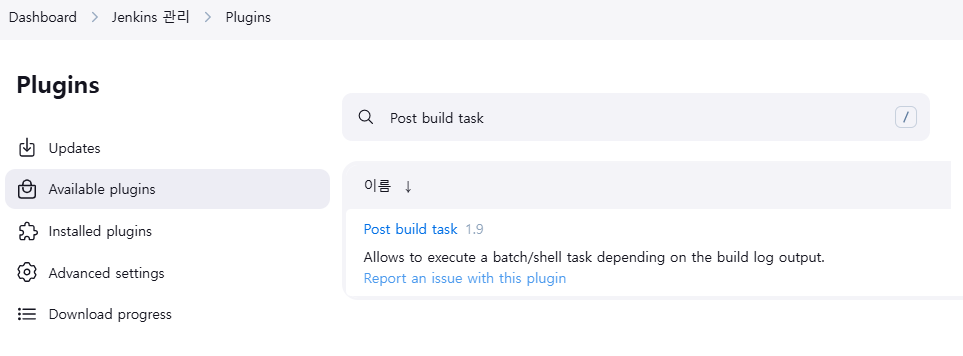 Dashboard > Jenkins 관리 > Plugins
Plugins
Post build task /
Updates
Available plugins
Installed plugins
Advanced settings
Download progress
이름 ↓
Post build task 1.9
Allows to execute a batch/shell task depending on the build log output.
Report an issue with this plugin